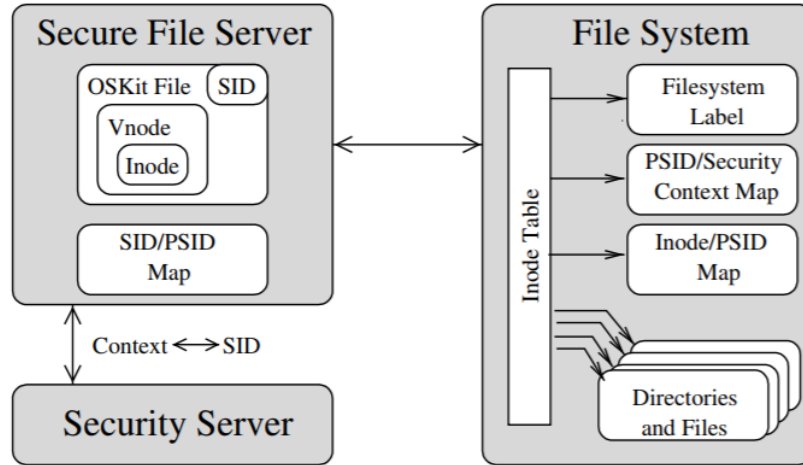 Secure File Server
OSKit File
SID
Vnode
Inode
SID/PSID
Map
Context
SID
Security Server
File System
Inode Table
Filesystem
Label
PSID/Security
Context Map
Inode/PSID
Map
Directories
and Files